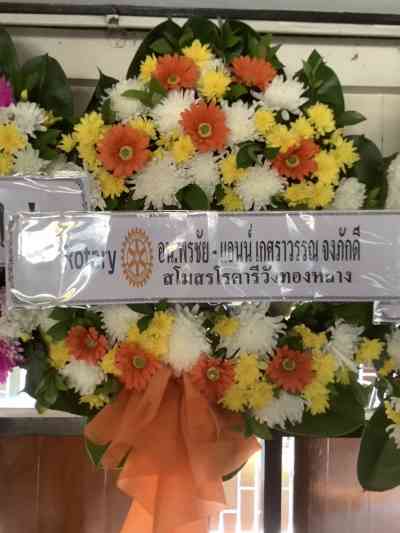 Rotary
อน.พรชัย - แอนน์ เกศราวรรณ จงภักดี
สโมสรโรตารีวังทองหลาง